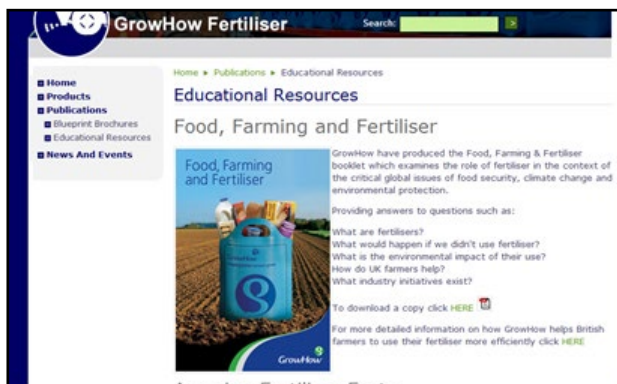 GrowHow Fertiliser
Search:
Home ▸ Publications ▸ Educational Resources
Home
Products
Publications
Blueprint Brochures
Educational Resources
News And Events
Educational Resources
Food, Farming and Fertiliser
Food, Farming
and Fertiliser
GrowHow
GrowHow have produced the Food, Farming & Fertiliser
booklet which examines the role of fertiliser in the context of
the critical global issues of food security, climate change and
environmental protection.
Providing answers to questions such as:
What are fertilisers?
What would happen if we didn't use fertiliser?
What is the environmental impact of their use?
How do UK farmers help?
What industry initiatives exist?
To download a copy click HERE
For more detailed information on how GrowHow helps British
farmers to use their fertiliser more efficiently click HERE